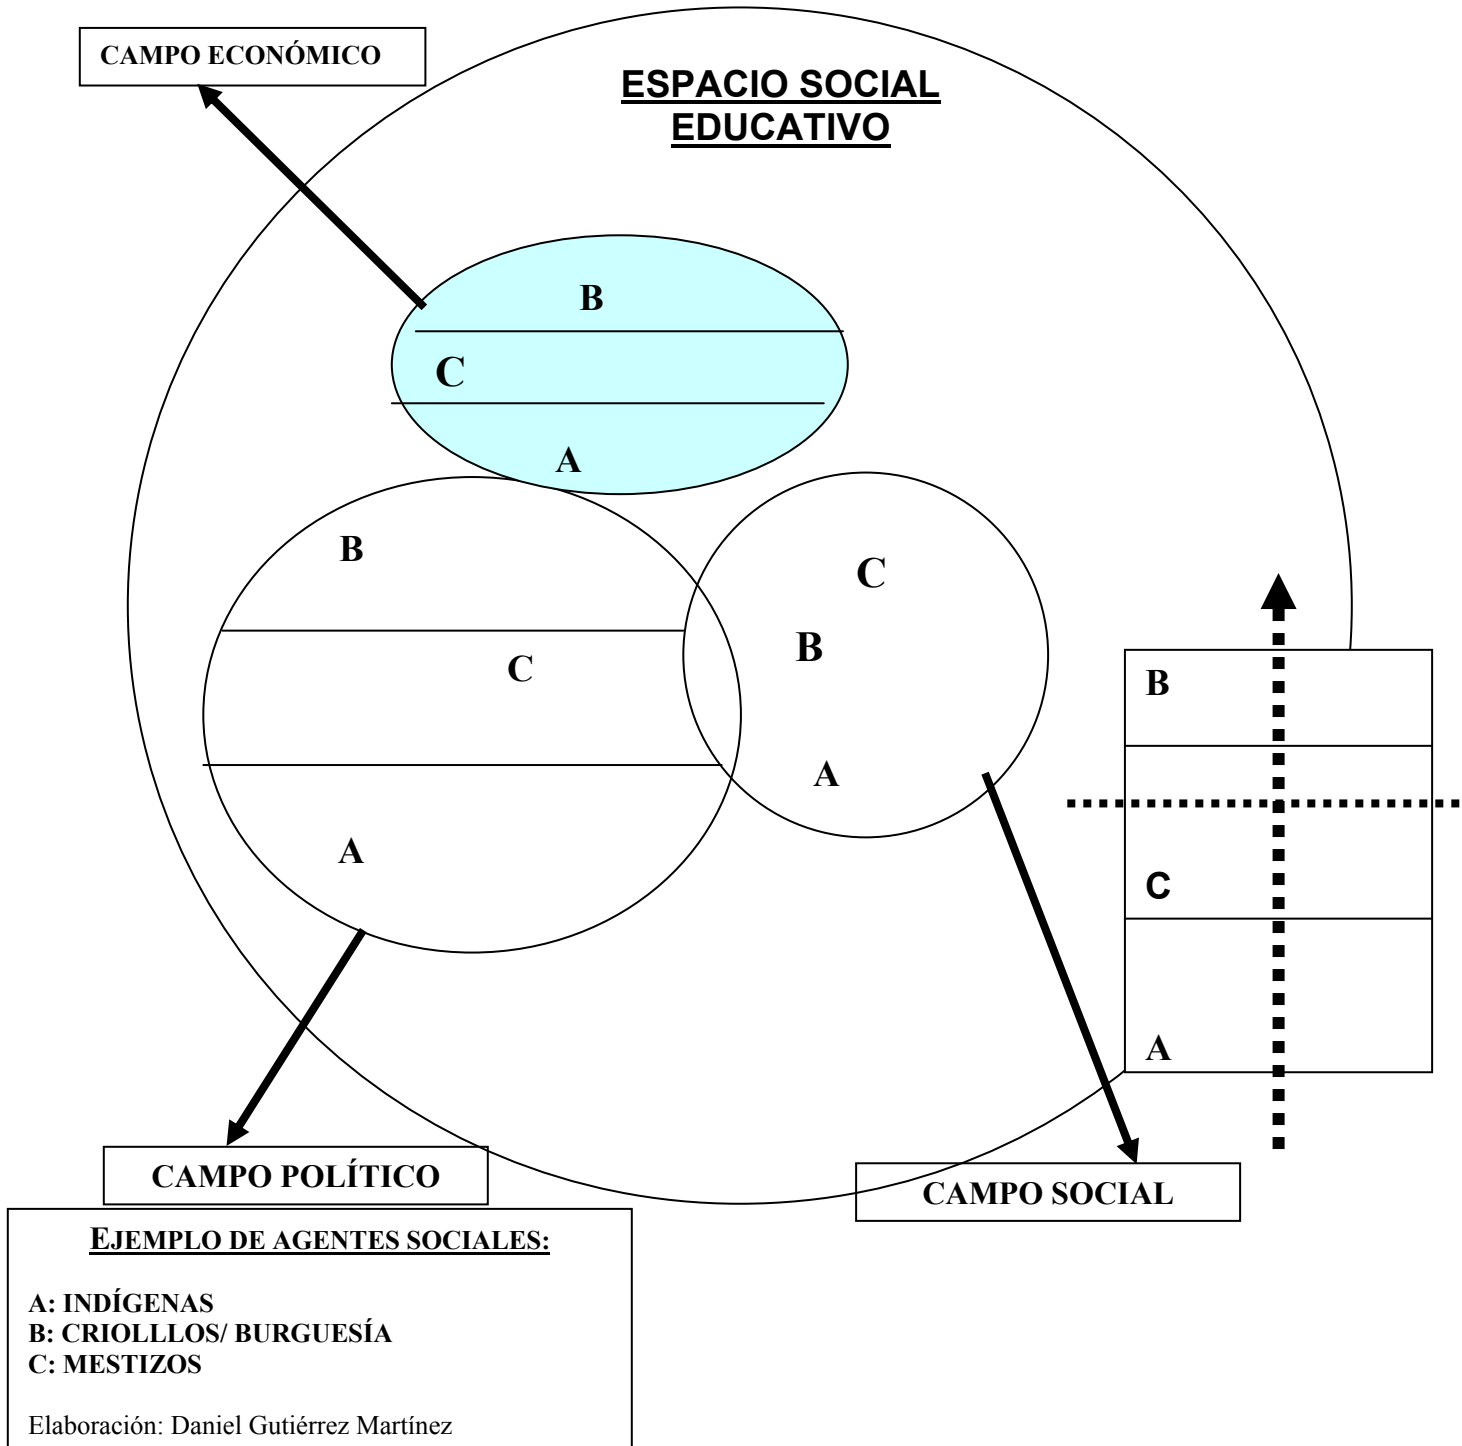 CAMPO ECONÓMICO
ESPACIO SOCIAL
EDUCATIVO
B
C
A
B
C
A
C
B
A
B
C
A
CAMPO POLÍTICO
CAMPO SOCIAL
EJEMPLO DE AGENTES SOCIALES:
A: INDÍGENAS
B: CRIOLLLOS/ BURGUESÍA
C: MESTIZOS
Elaboración: Daniel Gutiérrez Martínez